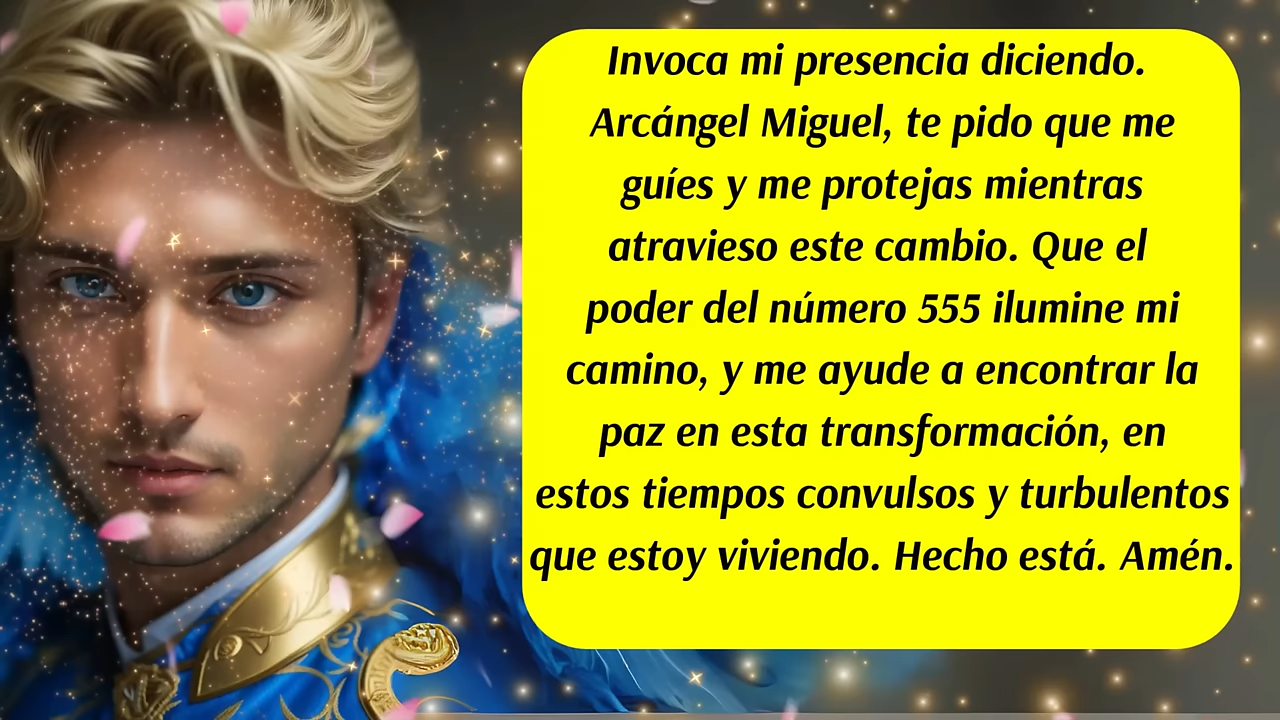 Invoca mi presencia diciendo.
Arcángel Miguel, te pido que me
guíes y me protejas mientras
atravieso este cambio. Que el
poder del número 555 ilumine mi
camino, y me ayude a encontrar la
paz en esta transformación, en
estos tiempos convulsos y turbulentos
que estoy viviendo. Hecho está. Amén.